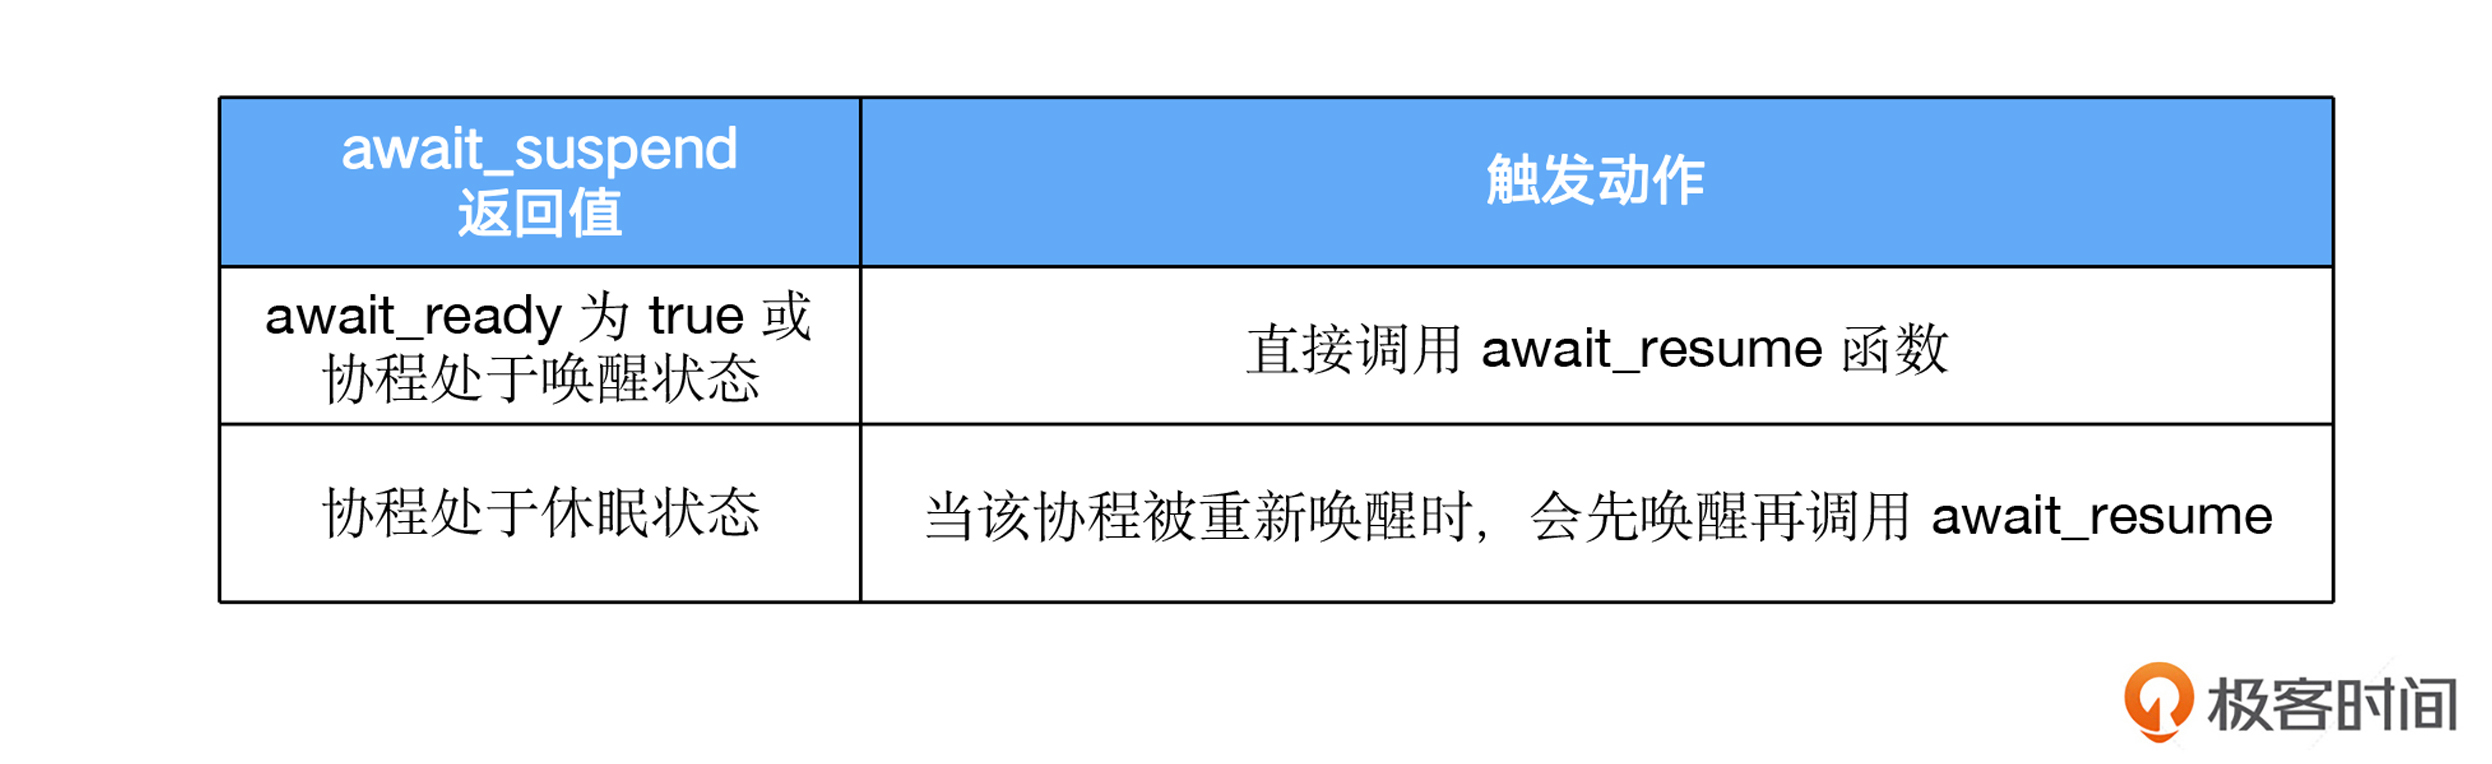 await_suspend
返回值
触发动作
await_ready 为 true 或
协程处于唤醒状态
直接调用 await_resume 函数
协程处于休眠状态
当该协程被重新唤醒时，会先唤醒再调用 await_resume
极客时间